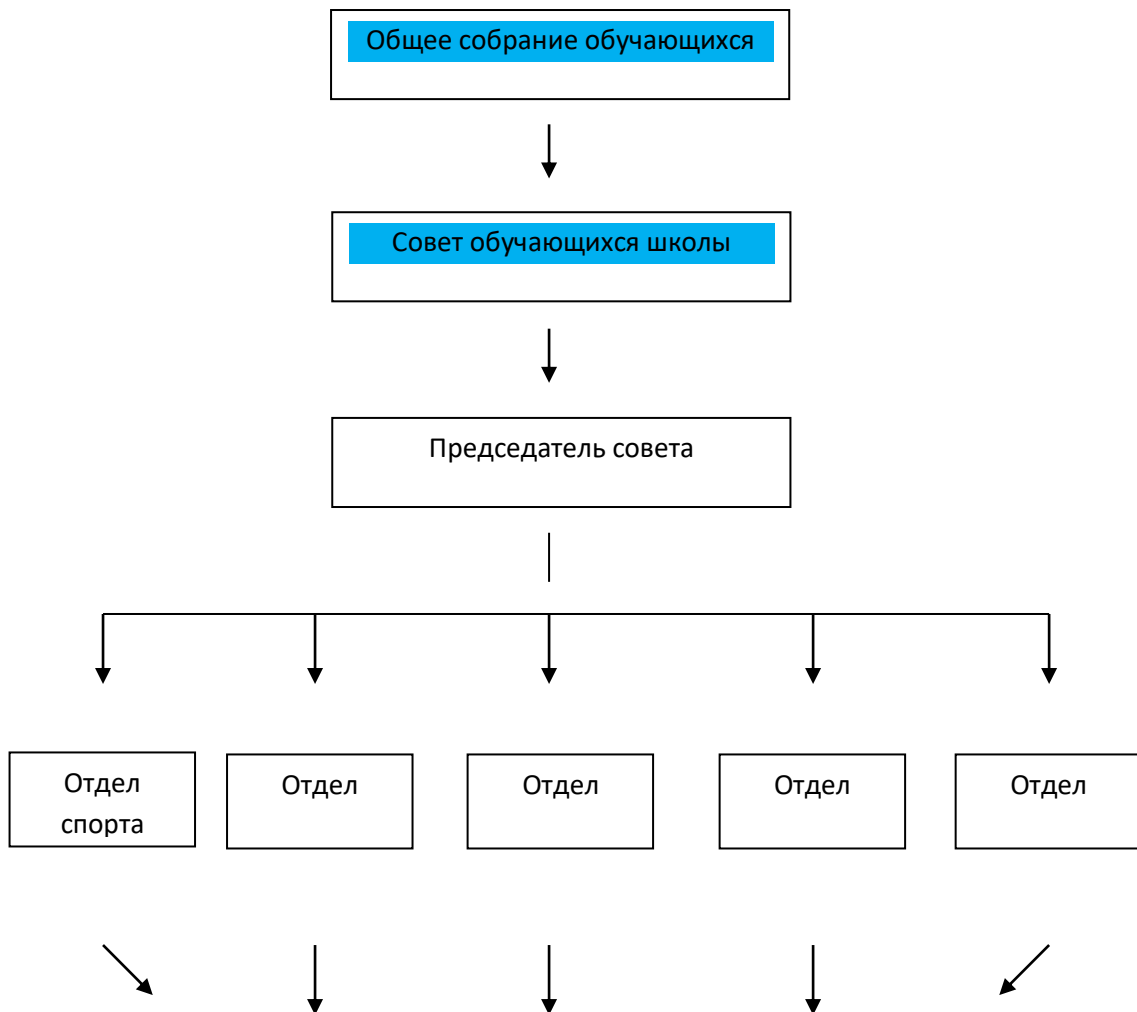 Общее собрание обучающихся
Совет обучающихся школы
Председатель совета
Отдел
спорта
Отдел
Отдел
Отдел
Отдел